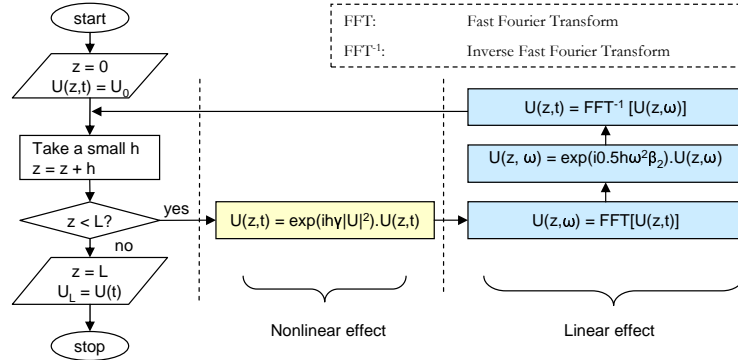 start
FFT: Fast Fourier Transform
FFT⁻¹: Inverse Fast Fourier Transform
z = 0
U(z,t) = U₀
U(z,t) = FFT⁻¹ [U(z,ω)]
Take a small h
z = z + h
U(z, ω) = exp(i0.5hω²β₂).U(z,ω)
z < L?
yes
U(z,t) = exp(ihγ|U|²).U(z,t)
U(z,ω) = FFT[U(z,t)]
no
z = L
U_L = U(t)
stop
Nonlinear effect
Linear effect